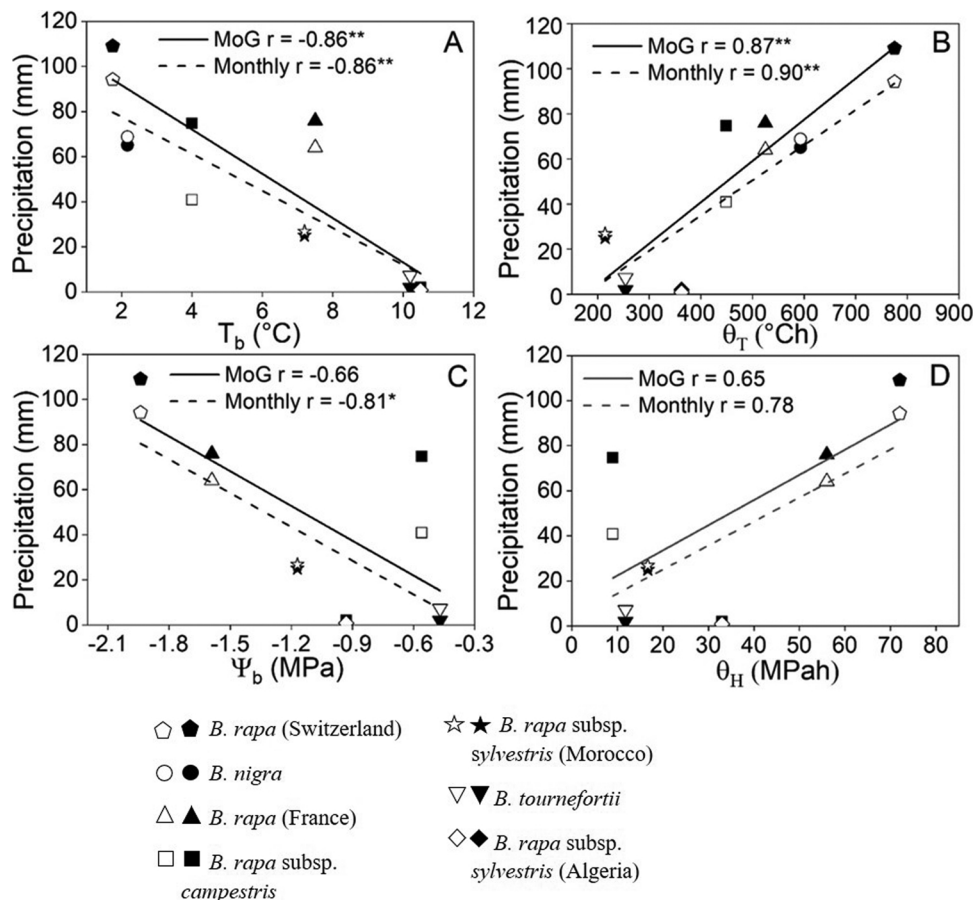 A
MoG r = -0.86**
Monthly r = -0.86**
Precipitation (mm)
120
100
80
60
40
20
0
2 4 6 8 10 12
T_b (°C)
B
MoG r = 0.87**
Monthly r = 0.90**
Precipitation (mm)
120
100
80
60
40
20
0
200 300 400 500 600 700 800 900
θ_T (°Ch)
C
MoG r = -0.66
Monthly r = -0.81*
Precipitation (mm)
120
100
80
60
40
20
0
-2.1 -1.8 -1.5 -1.2 -0.9 -0.6 -0.3
Ψ_b (MPa)
D
MoG r = 0.65
Monthly r = 0.78
Precipitation (mm)
120
100
80
60
40
20
0
0 10 20 30 40 50 60 70 80
θ_H (MPah)
B. rapa (Switzerland)
B. nigra
B. rapa (France)
B. rapa subsp.
campestris
B. rapa subsp.
sylvestris (Morocco)
B. tournefortii
B. rapa subsp.
sylvestris (Algeria)